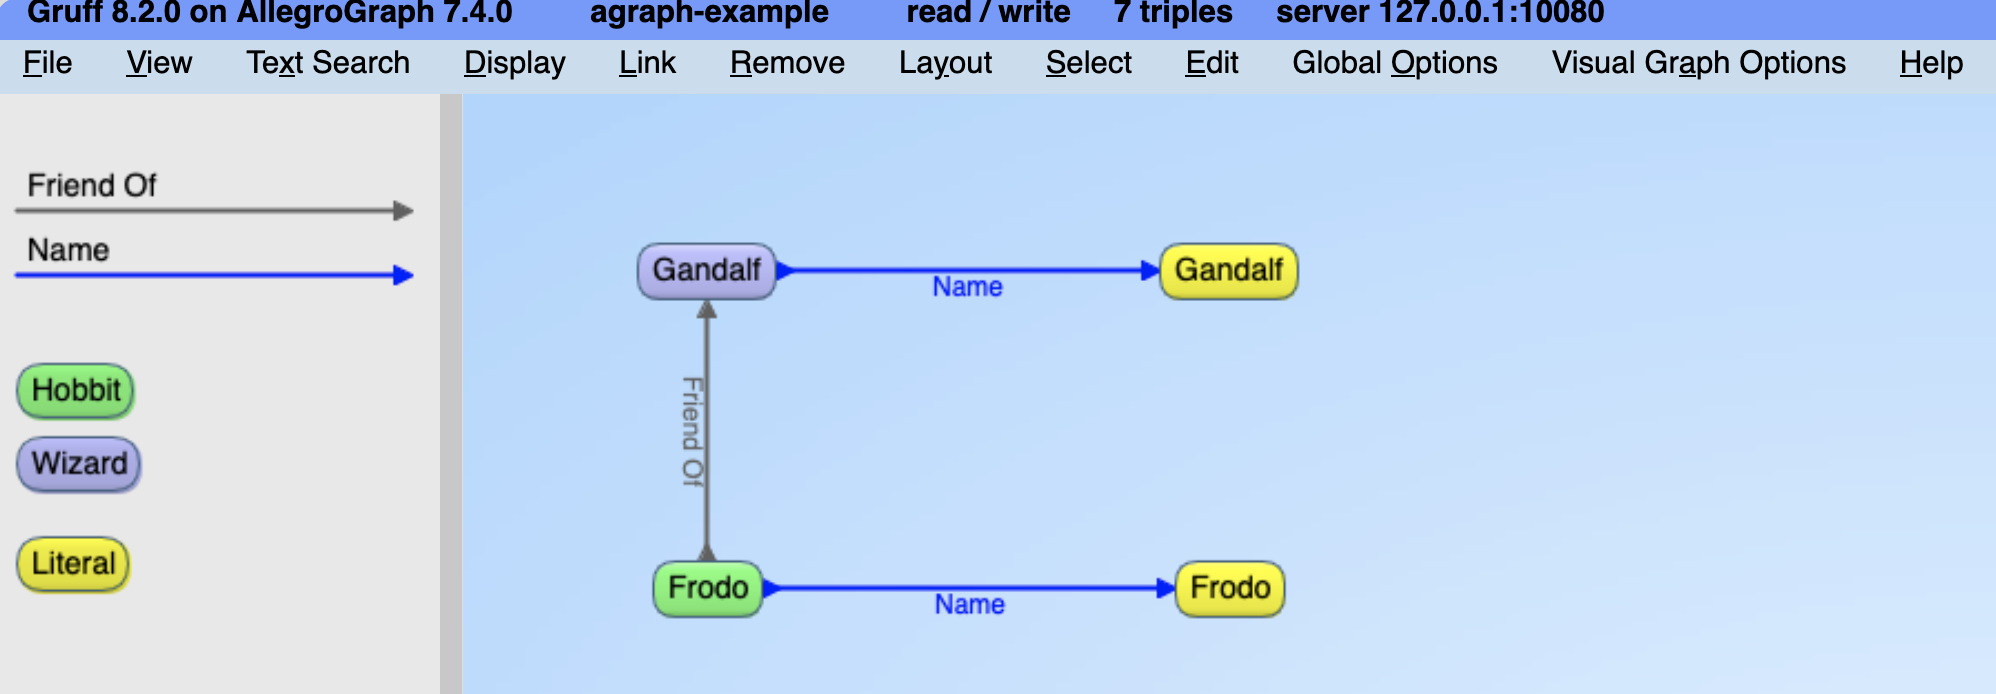 Gruff 8.2.0 on AllegroGraph 7.4.0 agraph-example read / write 7 triples server 127.0.0.1:10080
File View Text Search Display Link Remove Layout Select Edit Global Options Visual Graph Options Help
Friend Of
Name
Hobbit
Wizard
Literal
Gandalf Name Gandalf
Friend Of
Frodo Name Frodo